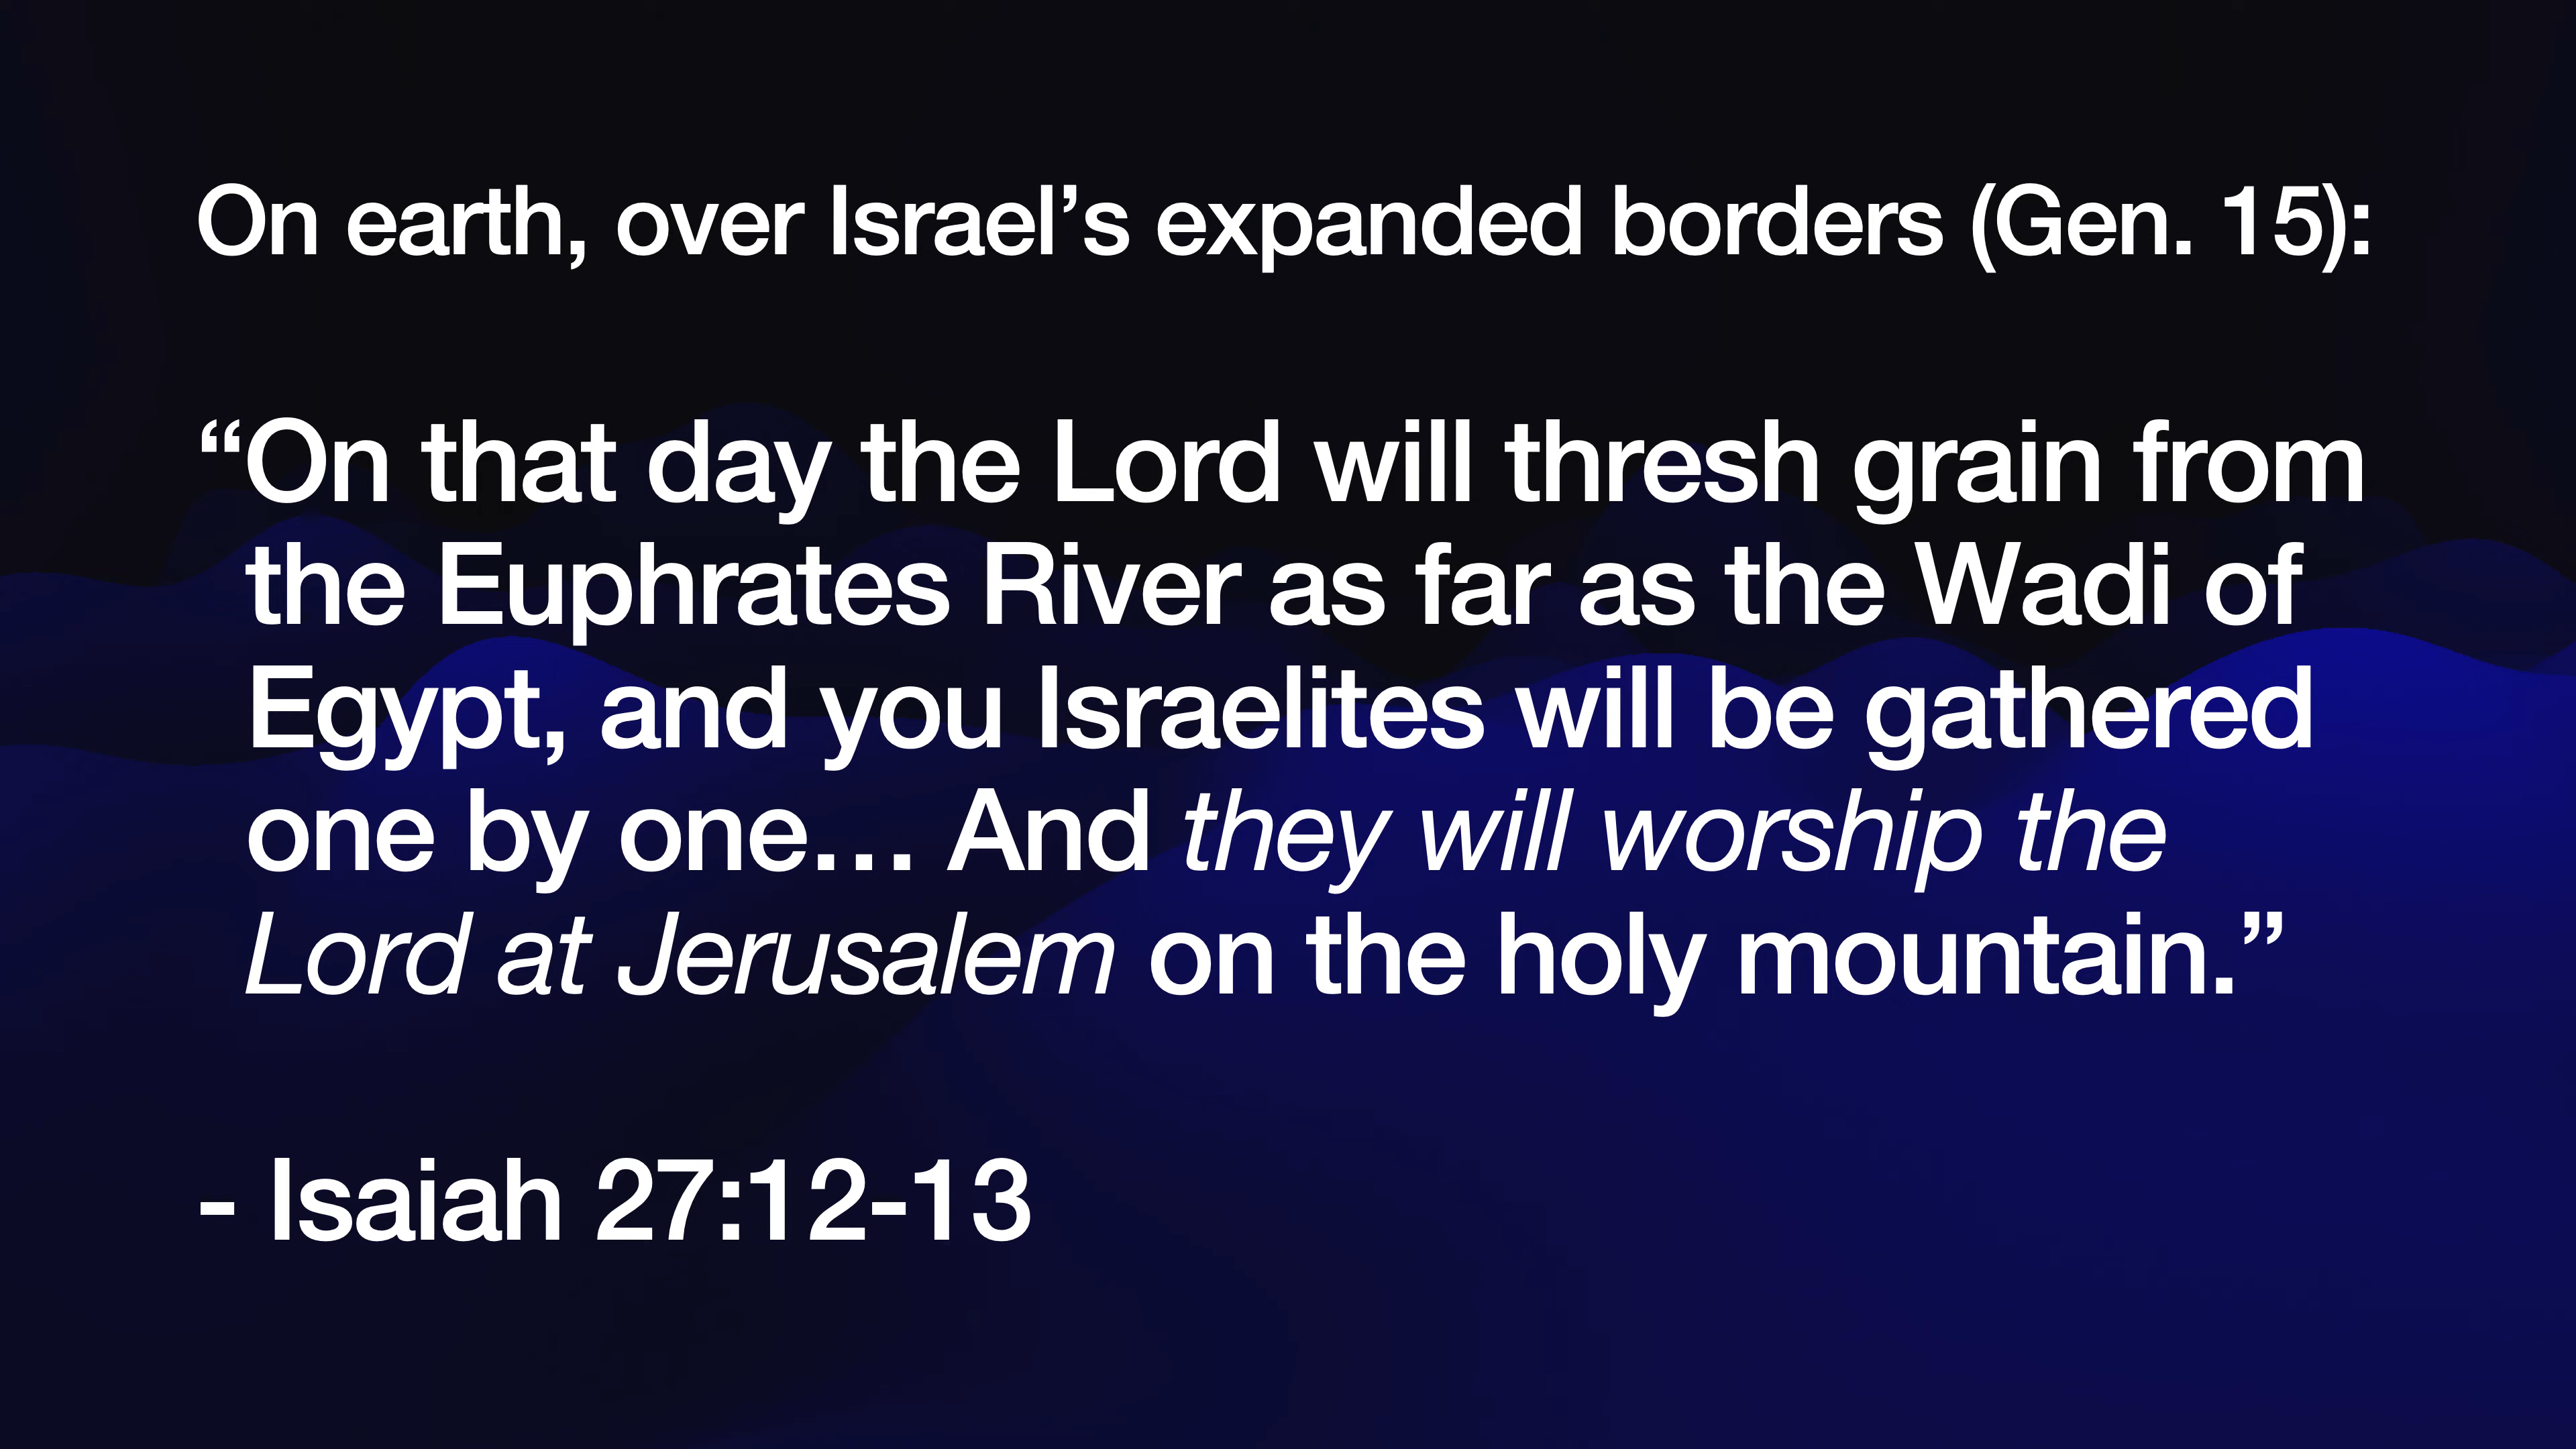 On earth, over Israel’s expanded borders (Gen. 15):
“On that day the Lord will thresh grain from
the Euphrates River as far as the Wadi of
Egypt, and you Israelites will be gathered
one by one… And they will worship the
Lord at Jerusalem on the holy mountain.”
- Isaiah 27:12-13